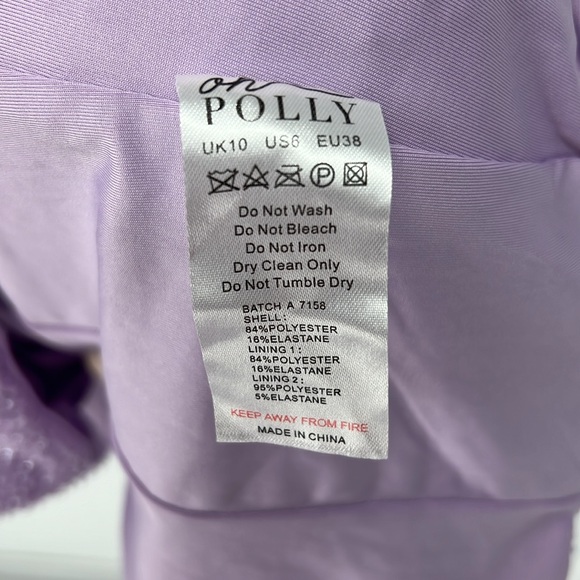 oh
POLLY
UK10 US6 EU38
P
Do Not Wash
Do Not Bleach
Do Not Iron
Dry Clean Only
Do Not Tumble Dry
BATCH A 7158
SHELL:
84%POLYESTER
16%ELASTANE
LINING 1:
84%POLYESTER
16%ELASTANE
LINING 2:
95%POLYESTER
5%ELASTANE
KEEP AWAY FROM FIRE
MADE IN CHINA